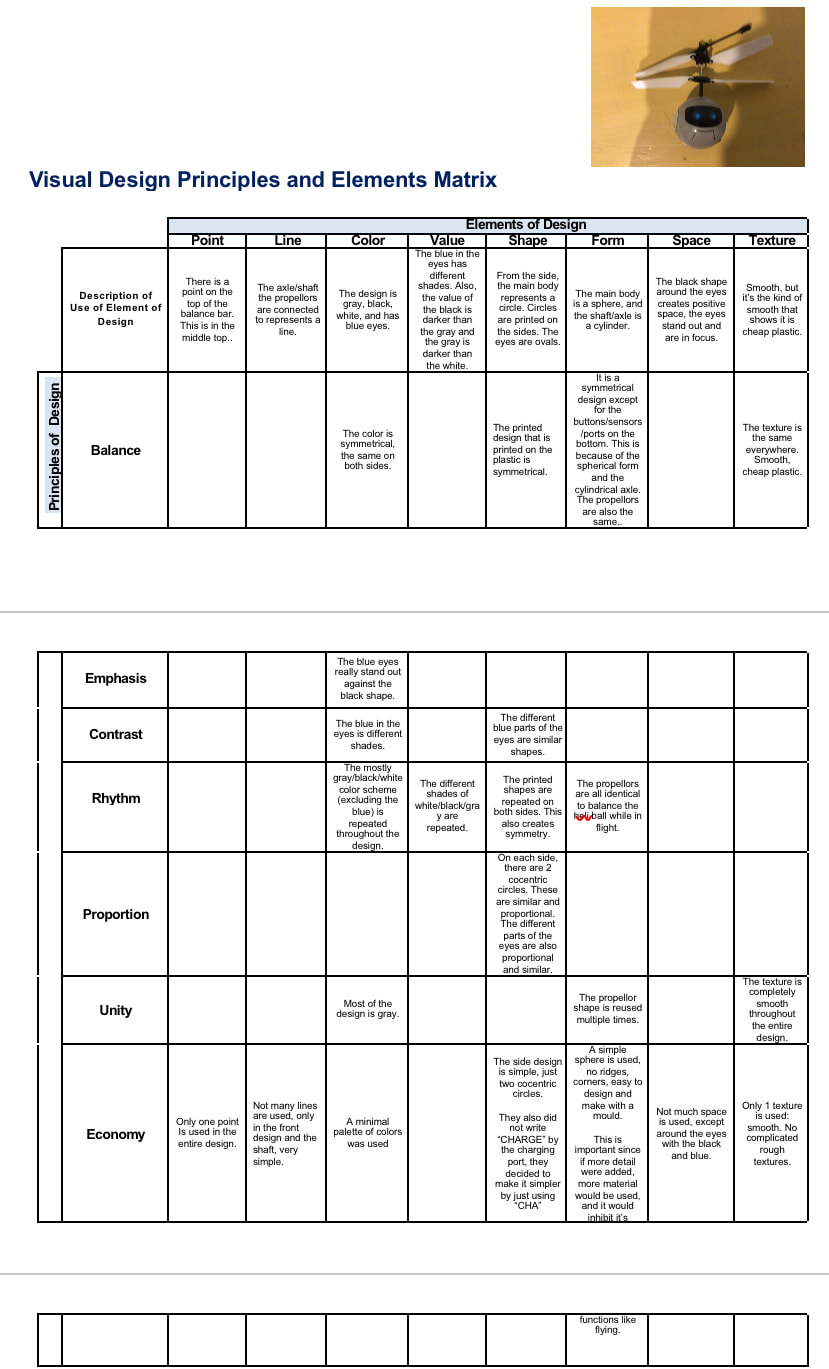 Visual Design Principles and Elements Matrix
Elements of Design
Point Line Color Value Shape Form Space Texture
Description of
Use of Element of
Design
There is a
point on the
top of the
balance bar.
This is in the
middle top..
The axle/shaft
the propellors
are connected
to represents a
line.
The design is
gray, black,
white, and has
blue eyes.
The blue in the
eyes has
different
shades. Also,
the value of
the black is
darker than
the gray and
the gray is
darker than
the white.
From the side,
the main body
represents a
circle. Circles
are printed on
the sides. The
eyes are ovals.
The main body
is a sphere, and
the shaft/axle is
a cylinder.
The black shape
around the eyes
creates positive
space, the eyes
stand out and
are in focus.
Smooth, but
it's the kind of
smooth that
shows it is
cheap plastic.
Principles of Design
Balance
The color is
symmetrical,
the same on
both sides.
The printed
design that is
printed on the
plastic is
symmetrical.
It is a
symmetrical
design except
for the
buttons/sensors
/ports on the
bottom. This is
because of the
spherical form
and the
cylindrical axle.
The propellors
are also the
same..
The texture is
the same
everywhere.
Smooth,
cheap plastic.
Emphasis
The blue eyes
really stand out
against the
black shape.
Contrast
The blue in the
eyes is different
shades.
The different
blue parts of the
eyes are similar
shapes.
Rhythm
The mostly
gray/black/white
color scheme
(excluding the
blue) is
repeated
throughout the
design.
The different
shades of
white/black/gra
y are
repeated.
The printed
shapes are
repeated on
both sides. This
also creates
symmetry.
The propellors
are all identical
to balance the
heli ball while in
flight.
Proportion
On each side,
there are 2
cocentric
circles. These
are similar and
proportional.
The different
parts of the
eyes are also
proportional
and similar.
Unity
Most of the
design is gray.
The propellor
shape is reused
multiple times.
The texture is
completely
smooth
throughout
the entire
design.
Economy
Only one point
Is used in the
entire design.
Not many lines
are used, only
in the front
design and the
shaft, very
simple.
A minimal
palette of colors
was used
The side design
is simple, just
two cocentric
circles.
They also did
not write
"CHARGE" by
the charging
port, they
decided to
make it simpler
by just using
"CHA"
A simple
sphere is used,
no ridges,
corners, easy to
design and
make with a
mould.
This is
important since
if more detail
were added,
more material
would be used,
and it would
inhibit it's
functions like
flying.
Not much space
is used, except
around the eyes
with the black
and blue.
Only 1 texture
is used:
smooth. No
complicated
rough
textures.